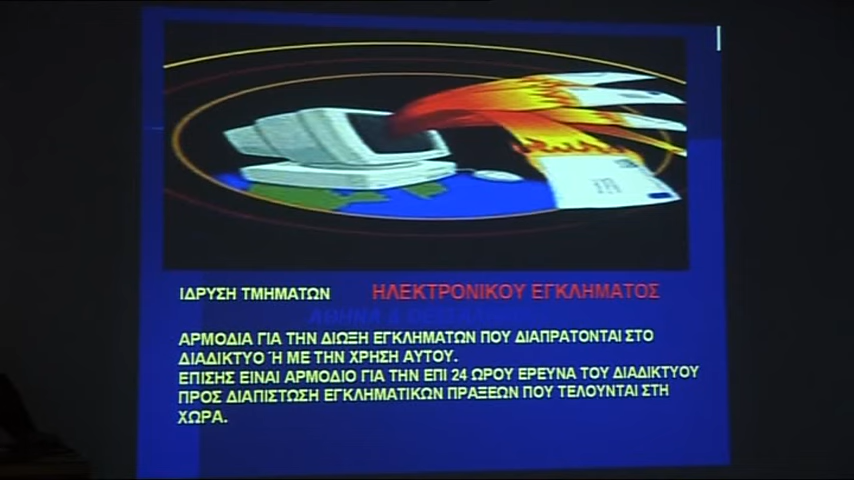 ΙΔΡΥΣΗ ΤΜΗΜΑΤΩΝ ΗΛΕΚΤΡΟΝΙΚΟΥ ΕΓΚΛΗΜΑΤΟΣ
ΑΘΗΝΑ &
ΑΡΜΟΔΙΑ ΓΙΑ ΤΗΝ ΔΙΩΞΗ ΕΓΚΛΗΜΑΤΩΝ ΠΟΥ ΔΙΑΠΡΑΤΟΝΤΑΙ ΣΤΟ
ΔΙΑΔΙΚΤΥΟ Ή ΜΕ ΤΗΝ ΧΡΗΣΗ ΑΥΤΟΥ.
ΕΠΙΣΗΣ ΕΙΝΑΙ ΑΡΜΟΔΙΟ ΓΙΑ ΤΗΝ ΕΠΙ 24 ΩΡΟΥ ΕΡΕΥΝΑ ΤΟΥ ΔΙΑΔΙΚΤΥΟΥ
ΠΡΟΣ ΔΙΑΠΙΣΤΩΣΗ ΕΓΚΛΗΜΑΤΙΚΩΝ ΠΡΑΞΕΩΝ ΠΟΥ ΤΕΛΟΥΝΤΑΙ ΣΤΗ
ΧΩΡΑ.